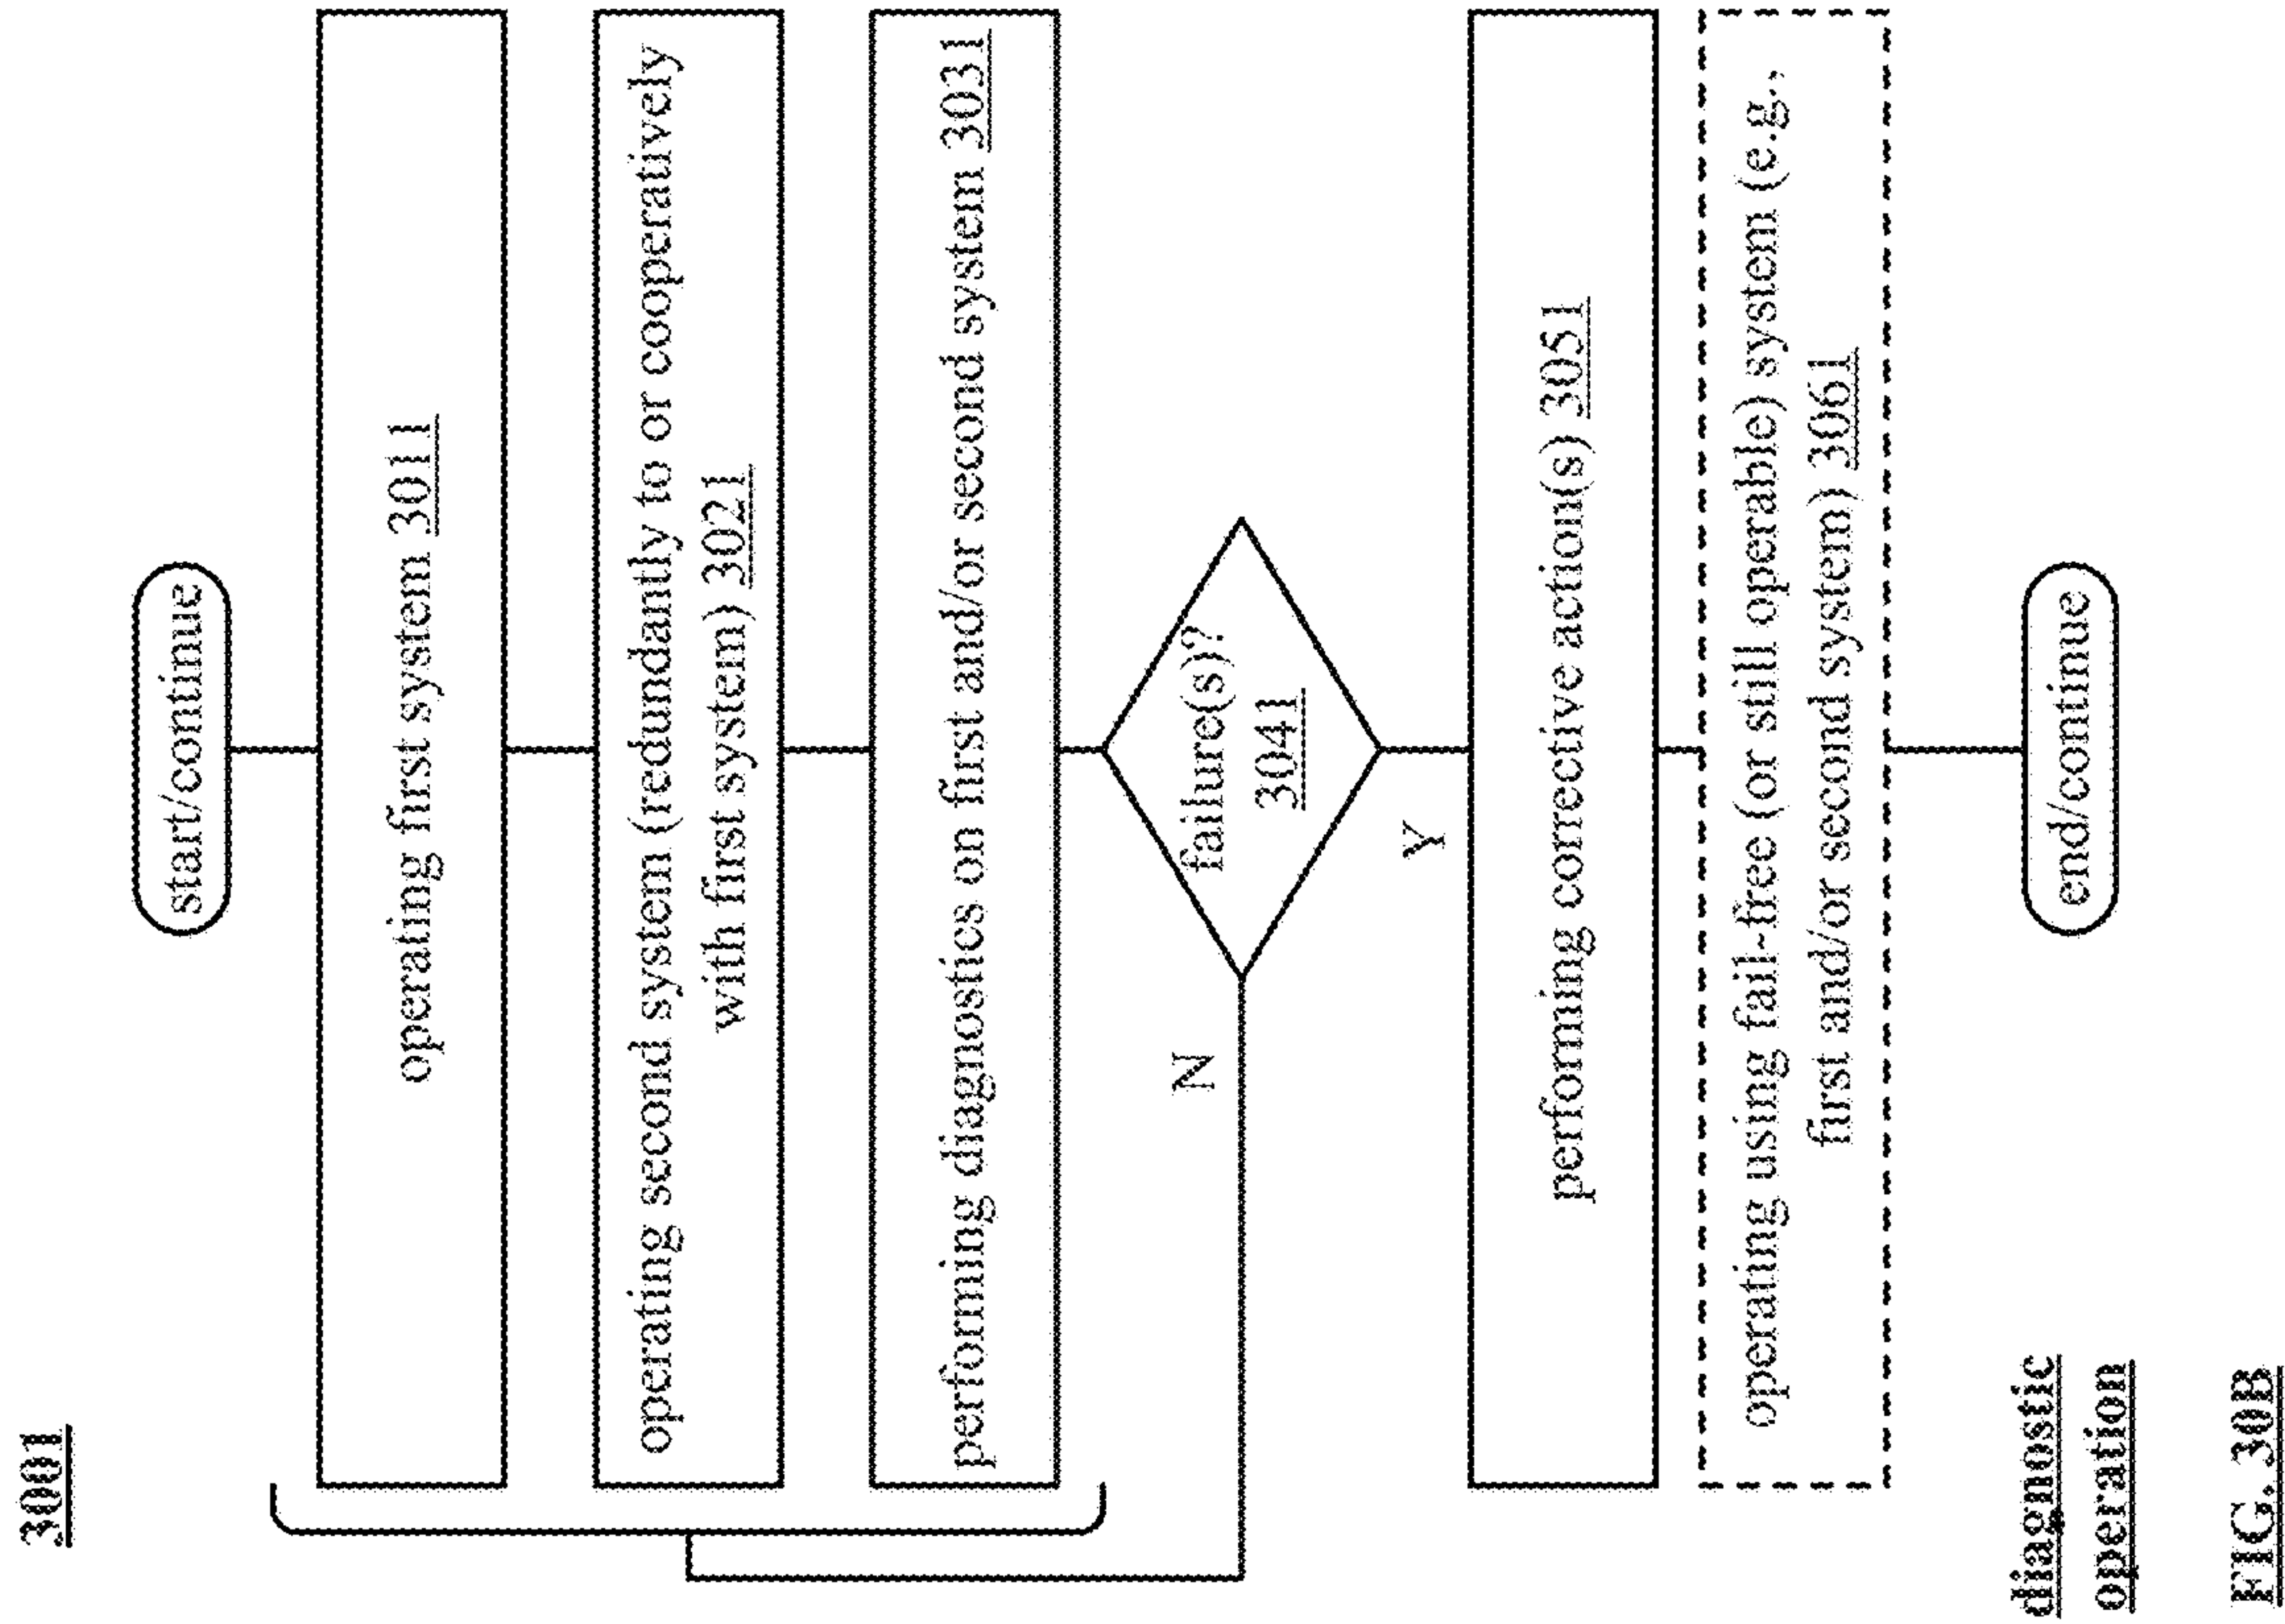 3001
start/continue
operating first system 3011
operating second system (redundantly to or cooperatively
with first system) 3021
performing diagnostics on first and/or second system 3031
failure(s)?
3041
N
Y
performing corrective action(s) 3051
operating using fail-free (or still operable) system (e.g.,
first and/or second system) 3061
end/continue
diagnostic
operation
FIG. 30B